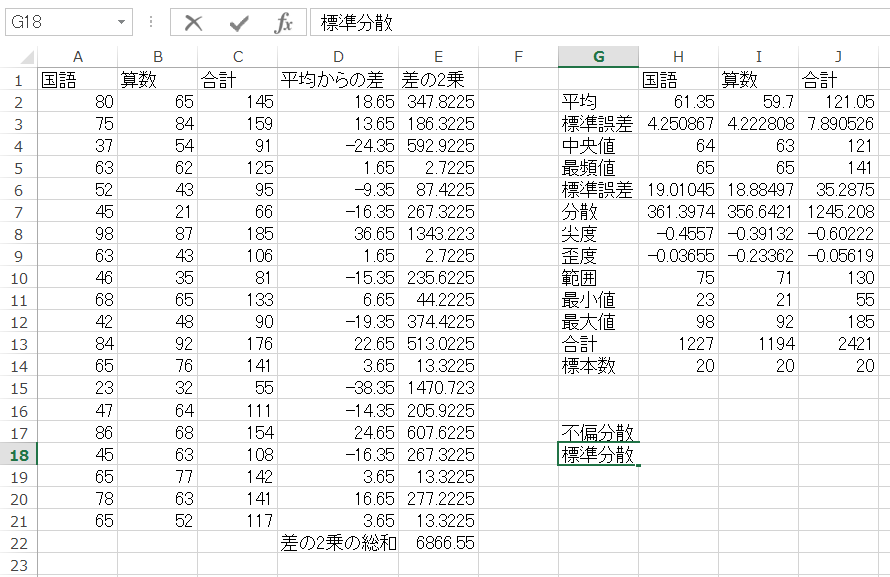 G18 fx 標準分散
A B C D E F G H I J
1 国語 算数 合計 平均からの差 差の2乗 国語 算数 合計
2 80 65 145 18.65 347.8225 平均 61.35 59.7 121.05
3 75 84 159 13.65 186.3225 標準誤差 4.250867 4.222808 7.890526
4 37 54 91 -24.35 592.9225 中央値 64 63 121
5 63 62 125 1.65 2.7225 最頻値 65 65 141
6 52 43 95 -9.35 87.4225 標準誤差 19.01045 18.88497 35.2875
7 45 21 66 -16.35 267.3225 分散 361.3974 356.6421 1245.208
8 98 87 185 36.65 1343.223 尖度 -0.4557 -0.39132 -0.60222
9 63 43 106 1.65 2.7225 歪度 -0.03655 -0.23362 -0.05619
10 46 35 81 -15.35 235.6225 範囲 75 71 130
11 68 65 133 6.65 44.2225 最小値 23 21 55
12 42 48 90 -19.35 374.4225 最大値 98 92 185
13 84 92 176 22.65 513.0225 合計 1227 1194 2421
14 65 76 141 3.65 13.3225 標本数 20 20 20
15 23 32 55 -38.35 1470.723
16 47 64 111 -14.35 205.9225
17 86 68 154 24.65 607.6225 不偏分散
18 45 63 108 -16.35 267.3225 標準分散
19 65 77 142 3.65 13.3225
20 78 63 141 16.65 277.2225
21 65 52 117 3.65 13.3225
22 差の2乗の総和 6866.55
23